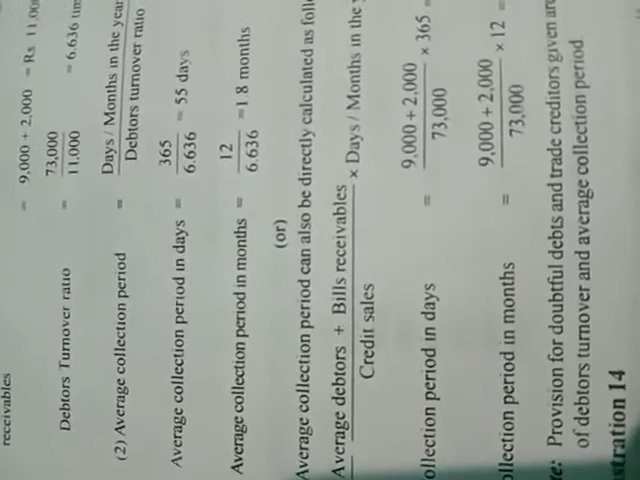 = 9,000 + 2,000 = Rs 11,00
receivables
73,000
Debtors Turnover ratio = = 6.636
11,000
Days / Months in the year
(2) Average collection period =
Debtors turnover ratio
365
Average collection period in days = = 55 days
6.636
12
Average collection period in months = =1 8 months
6.636
(or)
Average collection period can also be directly calculated as
Average debtors + Bills receivables
× Days / Months in the
Credit sales
9,000 + 2,000
ollection period in days = × 365 =
73,000
9,000 + 2,000
ollection period in months = × 12 =
73,000
te: Provision for doubtful debts and trade creditors given
of debtors turnover and average collection period
stration 14